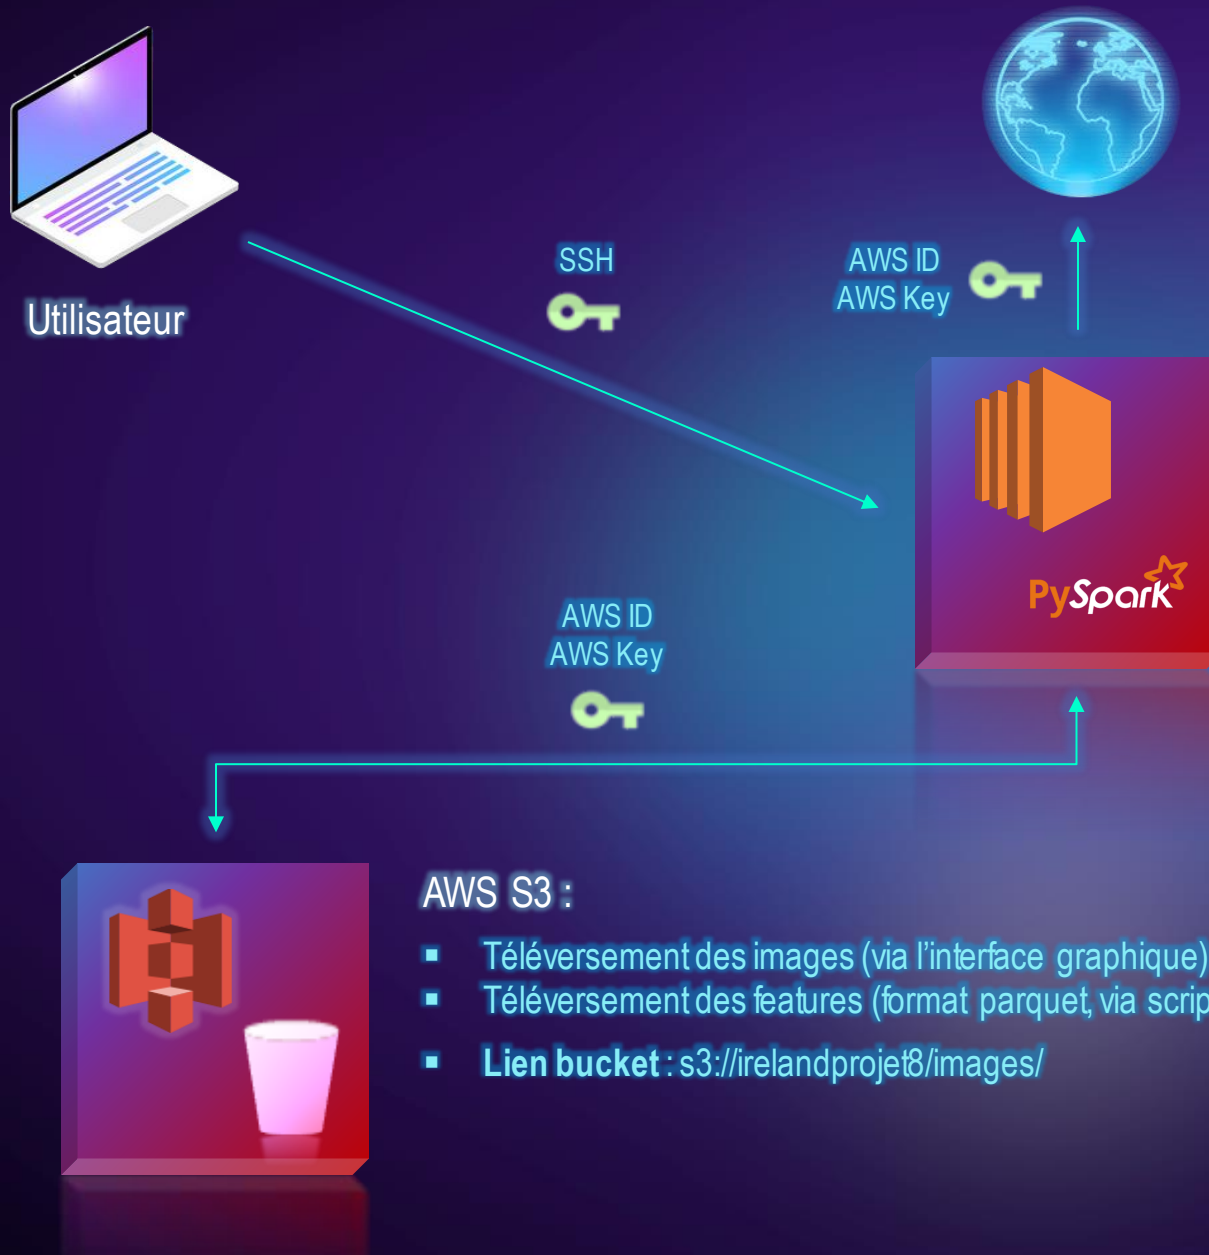 SSH
AWS ID
AWS Key
Utilisateur
PySpark
AWS ID
AWS Key
AWS S3 :
▪ Téléversement des images (via l’interface graphique)
▪ Téléversement des features (format parquet, via
▪ Lien bucket : s3://irelandprojet8/images/